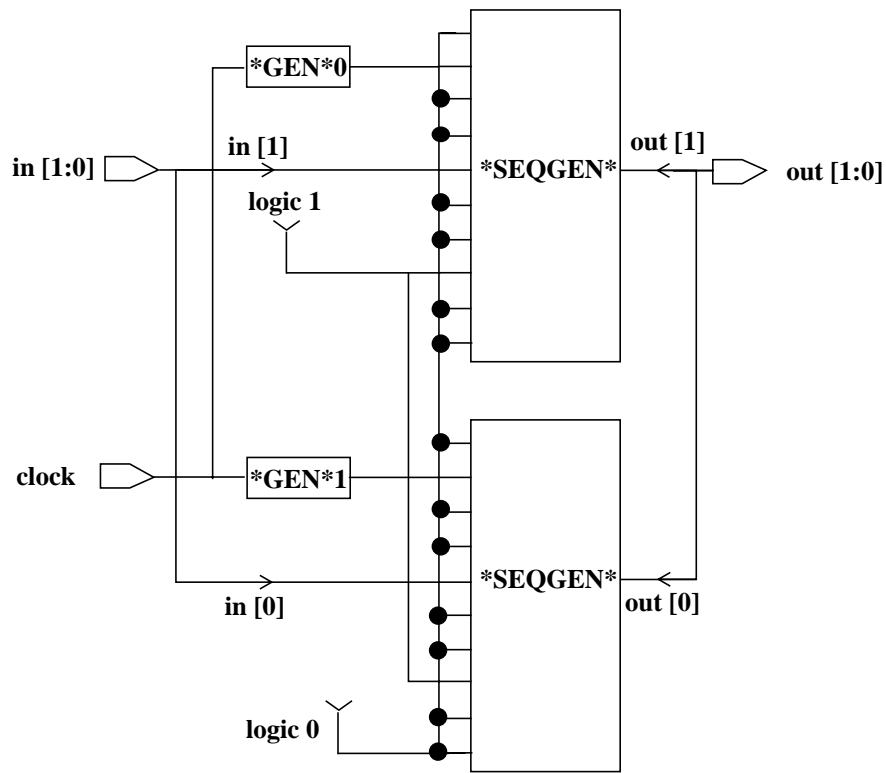 *GEN*0
in [1:0]
in [1]
logic 1
*SEQGEN*
out [1]
out [1:0]
clock
*GEN*1
in [0]
*SEQGEN*
out [0]
logic 0